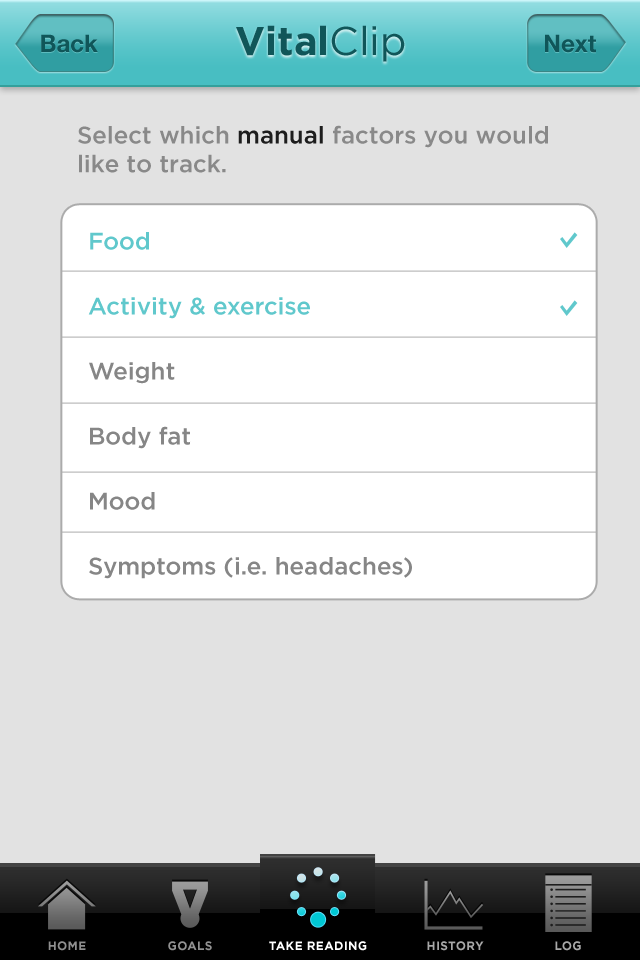 Back
VitalClip
Next
Select which manual factors you would
like to track.
Food
Activity & exercise
Weight
Body fat
Mood
Symptoms (i.e. headaches)
HOME
GOALS
TAKE READING
HISTORY
LOG